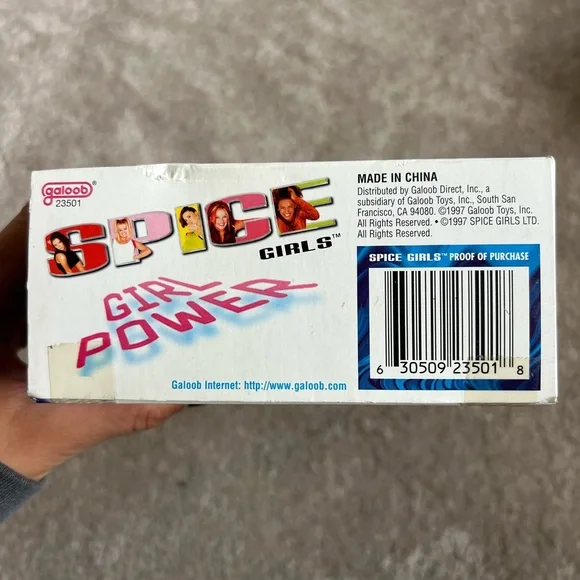 galoob
23501
SPICE
GIRLS™
GIRL
POWER
Galoob Internet: http://www.galoob.com
MADE IN CHINA
Distributed by Galoob Direct, Inc., a
subsidiary of Galoob Toys, Inc., South San
Francisco, CA 94080. ©1997 Galoob Toys, Inc.
All Rights Reserved. • ©1997 SPICE GIRLS LTD.
All Rights Reserved.
SPICE GIRLS™ PROOF OF PURCHASE
6 30509 23501 8